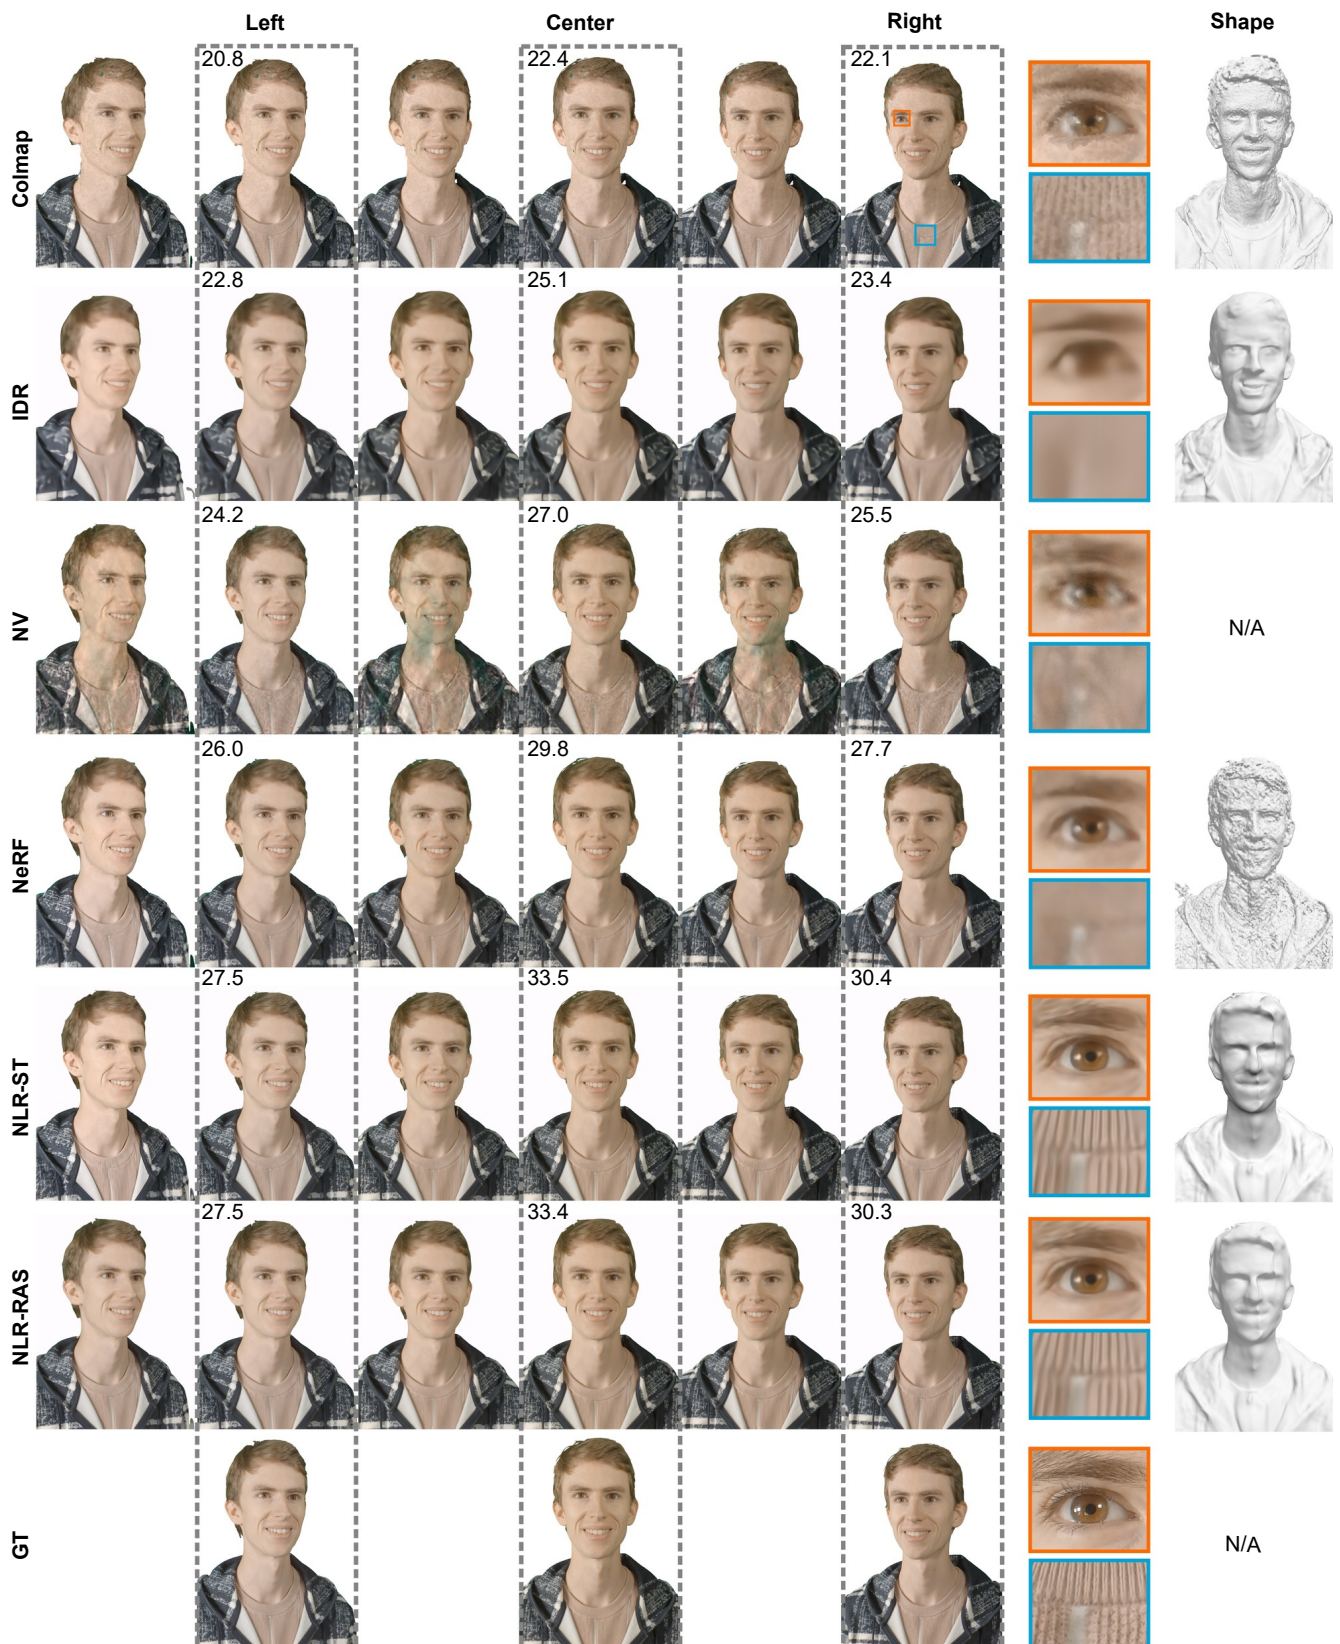 Left Center Right Shape
Colmap
20.8 22.4 22.1
IDR
22.8 25.1 23.4
NV
24.2 27.0 25.5
N/A
NeRF
26.0 29.8 27.7
NLR-ST
27.5 33.5 30.4
NLR-RAS
27.5 33.4 30.3
GT
N/A